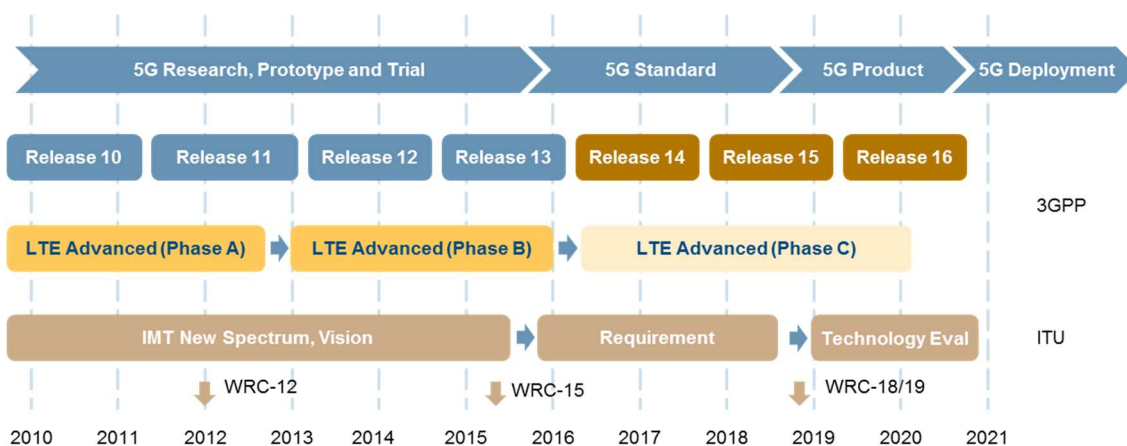 5G Research, Prototype and Trial
5G Standard
5G Product
5G Deployment
Release 10
Release 11
Release 12
Release 13
Release 14
Release 15
Release 16
3GPP
LTE Advanced (Phase A)
LTE Advanced (Phase B)
LTE Advanced (Phase C)
IMT New Spectrum, Vision
Requirement
Technology Eval
ITU
WRC-12
WRC-15
WRC-18/19
2010
2011
2012
2013
2014
2015
2016
2017
2018
2019
2020
2021